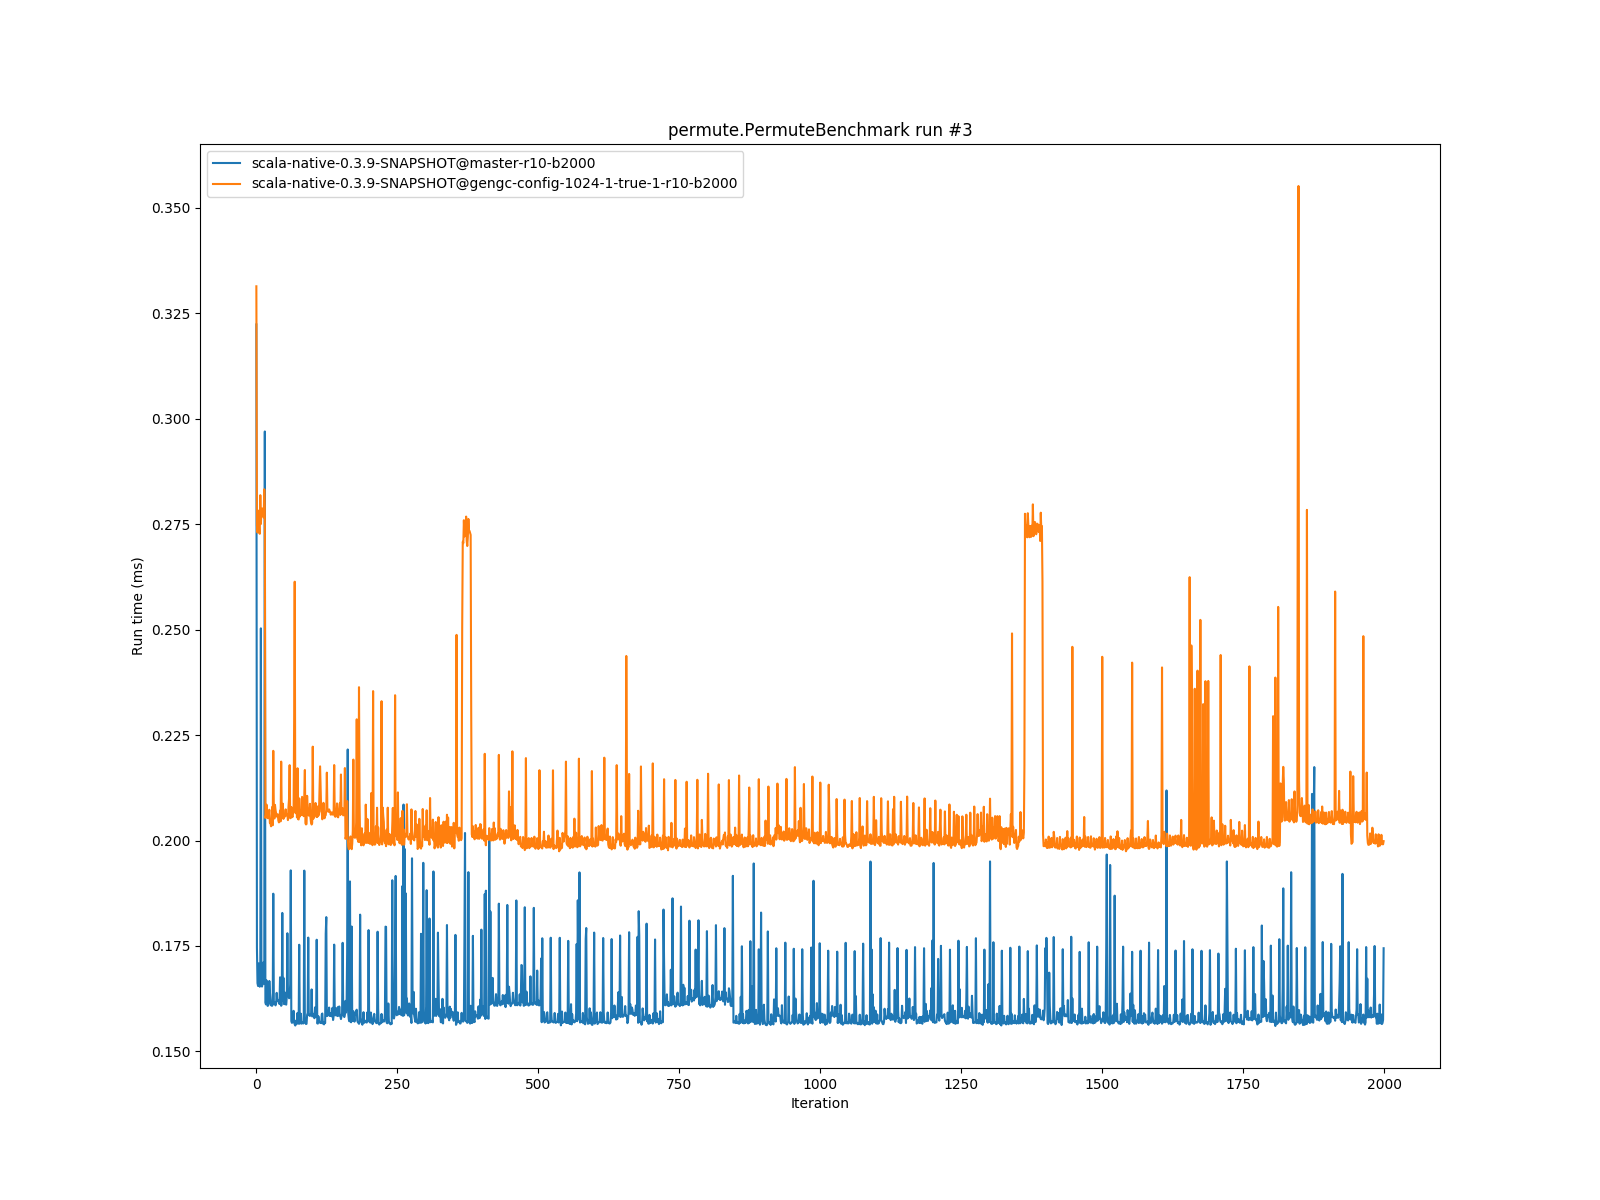 permute.PermuteBenchmark run #3
scala-native-0.3.9-SNAPSHOT@master-r10-b2000
scala-native-0.3.9-SNAPSHOT@gengc-config-1024-1-true-1-r10-b2000
0.350
0.325
0.300
0.275
0.250
0.225
0.200
0.175
0.150
Run time (ms)
0 250 500 750 1000 1250 1500 1750 2000
Iteration